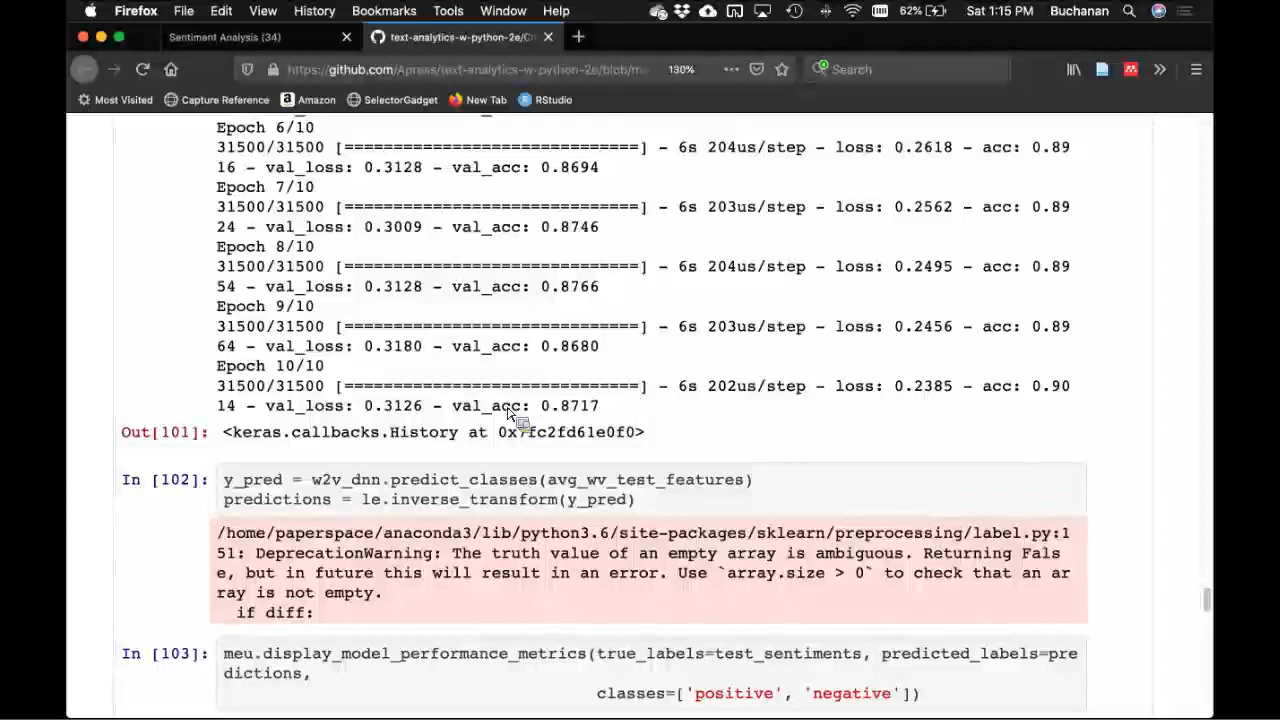 Firefox File Edit View History Bookmarks Tools Window Help 62% Sat 1:15 PM Buchanan
Sentiment Analysis (34)
text-analytics-w-python-2e/C
https://github.com/Apress/text-analytics-w-python-2e/blob/m 130% Search
Most Visited Capture Reference Amazon SelectorGadget New Tab RStudio
Epoch 6/10
31500/31500 [==============================] - 6s 204us/step - loss: 0.2618 - acc: 0.89
16 - val_loss: 0.3128 - val_acc: 0.8694
Epoch 7/10
31500/31500 [==============================] - 6s 203us/step - loss: 0.2562 - acc: 0.89
24 - val_loss: 0.3009 - val_acc: 0.8746
Epoch 8/10
31500/31500 [==============================] - 6s 204us/step - loss: 0.2495 - acc: 0.89
54 - val_loss: 0.3128 - val_acc: 0.8766
Epoch 9/10
31500/31500 [==============================] - 6s 203us/step - loss: 0.2456 - acc: 0.89
64 - val_loss: 0.3180 - val_acc: 0.8680
Epoch 10/10
31500/31500 [==============================] - 6s 202us/step - loss: 0.2385 - acc: 0.90
14 - val_loss: 0.3126 - val_acc: 0.8717
Out[101]: <keras.callbacks.History at 0x7fc2fd61e0f0>
In [102]: y_pred = w2v_dnn.predict_classes(avg_wv_test_features)
predictions = le.inverse_transform(y_pred)
/home/paperspace/anaconda3/lib/python3.6/site-packages/sklearn/preprocessing/label.py:1
51: DeprecationWarning: The truth value of an empty array is ambiguous. Returning Fals
e, but in future this will result in an error. Use `array.size > 0` to check that an ar
ray is not empty.
if diff:
In [103]: meu.display_model_performance_metrics(true_labels=test_sentiments, predicted_labels=pre
dictions,
classes=['positive', 'negative'])